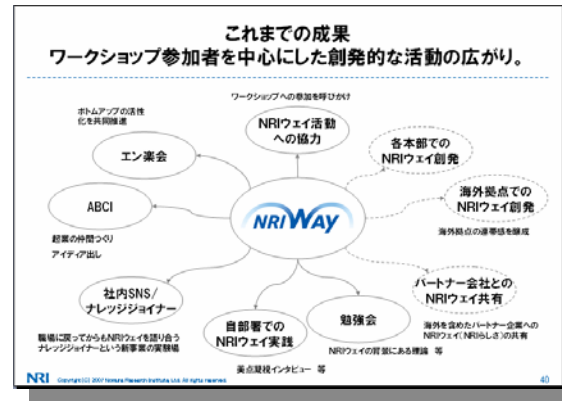 これまでの成果
ワークショップ参加者を中心にした創発的な活動の広がり。
ワークショップへの参加を呼びかけ
NRIウェイ活動
への協力
ボトムアップの活性
化を共同推進
エン楽会
各本部での
NRIウェイ創発
ABCI
起業の仲間づくり
アイディア出し
NRI WAY
海外拠点での
NRIウェイ創発
海外拠点の連帯感を醸成
社内SNS/
ナレッジジョイナー
職場に戻ってからもNRIウェイを語り合う
ナレッジジョイナーという新事業の実験場
自部署での
NRIウェイ実践
美点凝視インタビュー 等
勉強会
NRIウェイの背景にある理論 等
パートナー会社との
NRIウェイ共有
海外を含めたパートナー企業への
NRIウェイ(NRIらしさ)の共有
NRI Copyright(C) 2007 Nomura Research Institute, Ltd. All rights reserved.
40